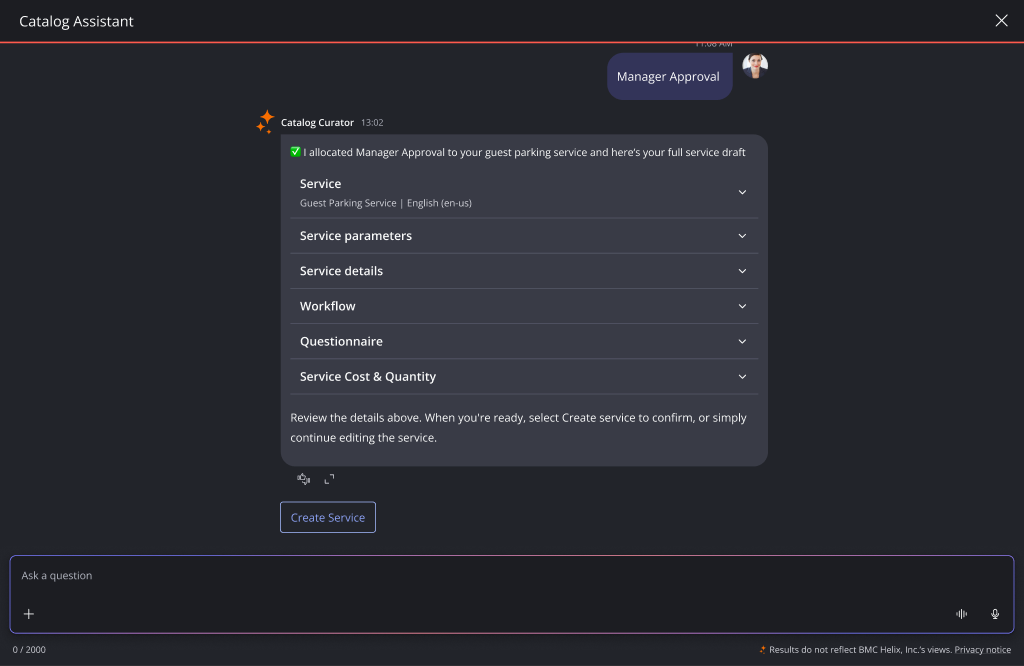 Catalog Assistant
11:08 AM
Manager Approval
Catalog Curator 13:02
✅ I allocated Manager Approval to your guest parking service and here's your full service draft
Service
Guest Parking Service | English (en-us)
Service parameters
Service details
Workflow
Questionnaire
Service Cost & Quantity
Review the details above. When you're ready, select Create service to confirm, or simply
continue editing the service.
Create Service
Ask a question
0 / 2000
Results do not reflect BMC Helix, Inc.'s views. Privacy notice